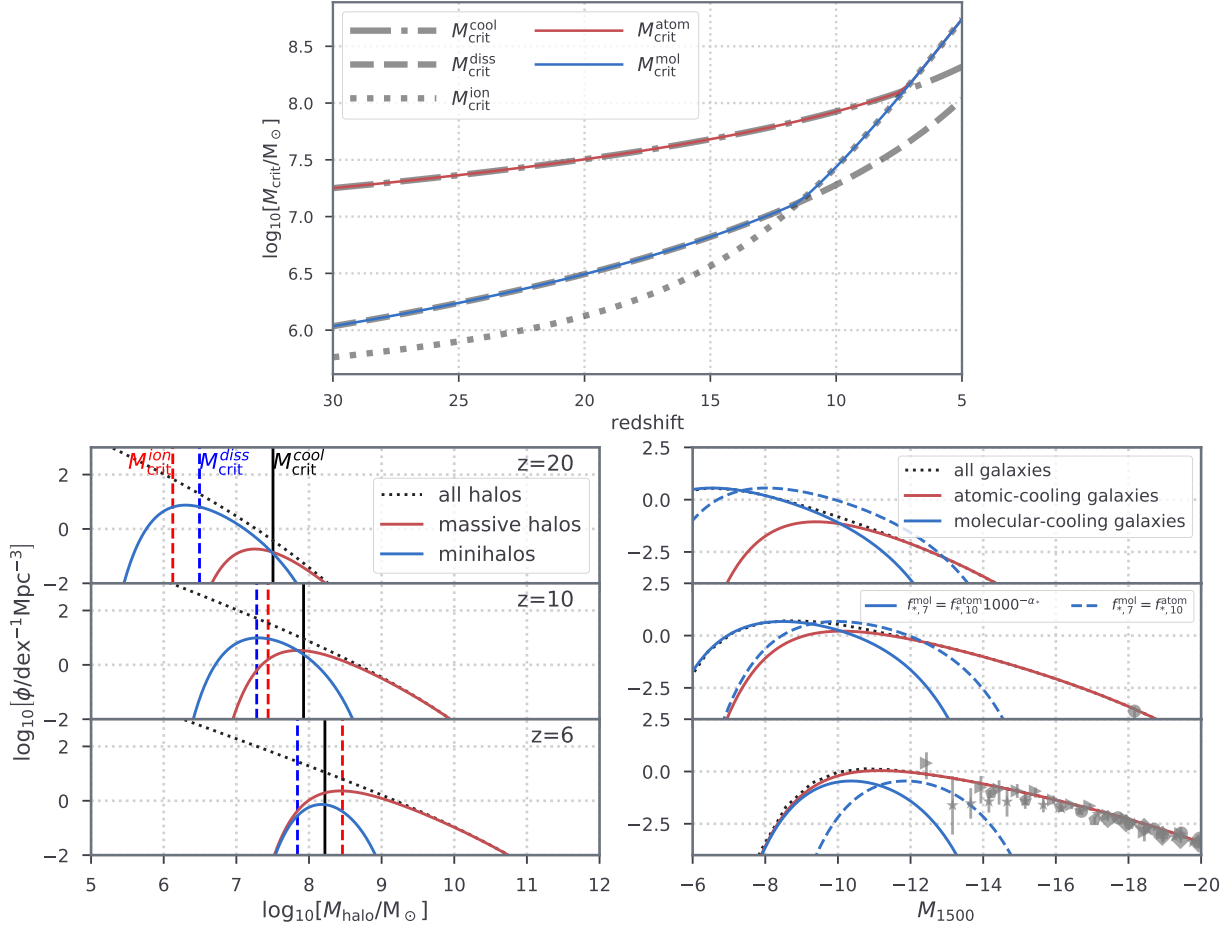 M_crit^cool
M_crit^diss
M_crit^ion
M_crit^atom
M_crit^mol
log₁₀[M_crit/M⊙]
8.5
8.0
7.5
7.0
6.5
6.0
30 25 20 15 10 5
redshift
M_crit^ion M_crit^diss M_crit^cool z=20
all halos
massive halos
minihalos
2
0
−2
z=10
2
0
−2
z=6
2
0
−2
log₁₀[ϕ/dex⁻¹Mpc⁻³]
5 6 7 8 9 10 11 12
log₁₀[M_halo/M⊙]
all galaxies
atomic-cooling galaxies
molecular-cooling galaxies
2.5
0.0
−2.5
f_{*,7}^mol = f_{*,10}^atom 1000^{−α_*} f_{*,7}^mol = f_{*,10}^atom
2.5
0.0
−2.5
2.5
0.0
−2.5
−6 −8 −10 −12 −14 −16 −18 −20
M₁₅₀₀